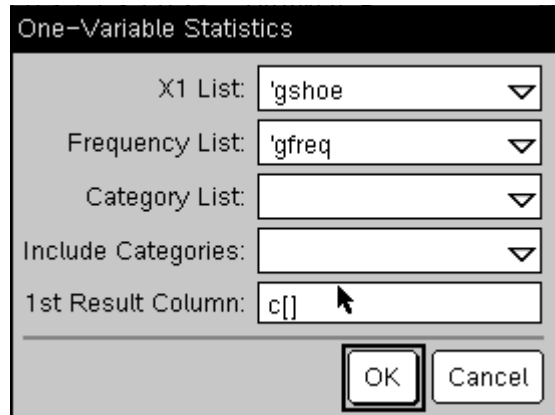 One-Variable Statistics
X1 List: 'gshoe
Frequency List: 'gfreq
Category List:
Include Categories:
1st Result Column: c[]
OK Cancel